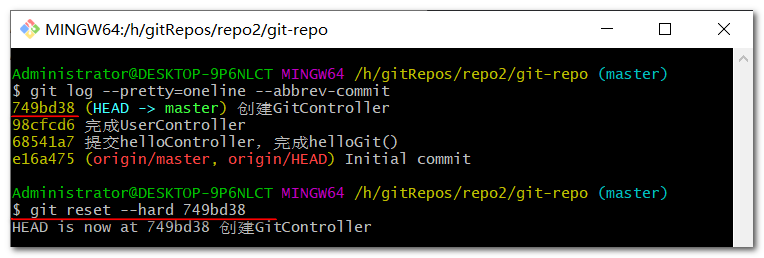 MINGW64:/h/gitRepos/repo2/git-repo
Administrator@DESKTOP-9P6NLCT MINGW64 /h/gitRepos/repo2/git-repo (master)
$ git log --pretty=oneline --abbrev-commit
749bd38 (HEAD -> master) 创建GitController
98cfcd6 完成UserController
68541a7 提交helloController, 完成helloGit()
e16a475 (origin/master, origin/HEAD) Initial commit
Administrator@DESKTOP-9P6NLCT MINGW64 /h/gitRepos/repo2/git-repo (master)
$ git reset --hard 749bd38
HEAD is now at 749bd38 创建GitController